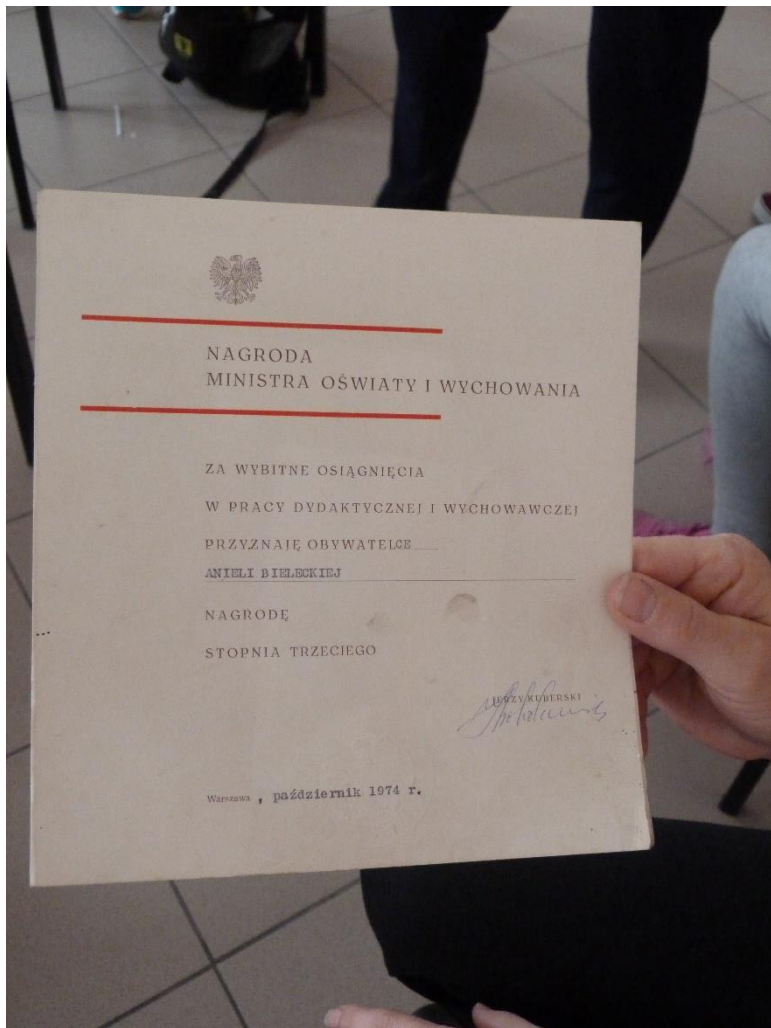 NAGRODA
MINISTRA OŚWIATY I WYCHOWANIA
ZA WYBITNE OSIĄGNIĘCIA
W PRACY DYDAKTYCZNEJ I WYCHOWAWCZEJ
PRZYZNAJĘ OBYWATELCE
ANIELI BIELECKIEJ
NAGRODĘ
STOPNIA TRZECIEGO
JERZY KUBERSKI
Warszawa , październik 1974 r.